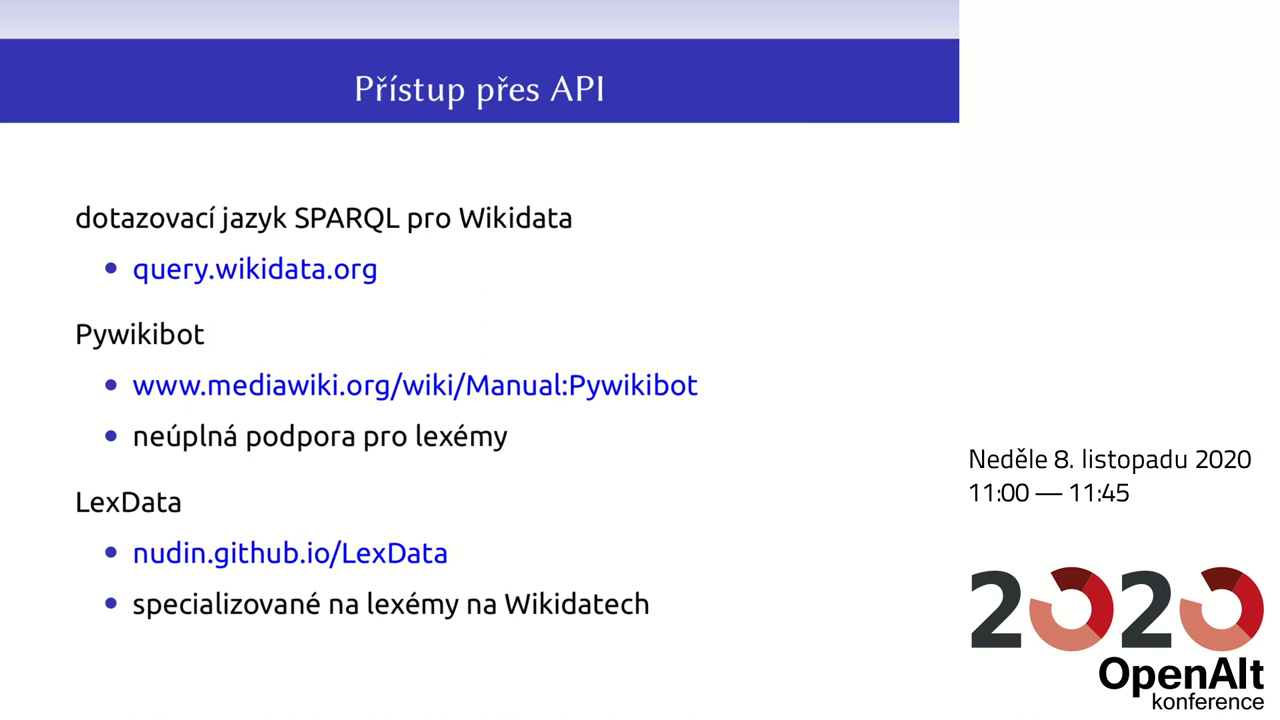 Přístup přes API
dotazovací jazyk SPARQL pro Wikidata
• query.wikidata.org
Pywikibot
• www.mediawiki.org/wiki/Manual:Pywikibot
• neúplná podpora pro lexémy
LexData
• nudin.github.io/LexData
• specializované na lexémy na Wikidatech
Neděle 8. listopadu 2020
11:00 — 11:45
2020
OpenAlt
konference